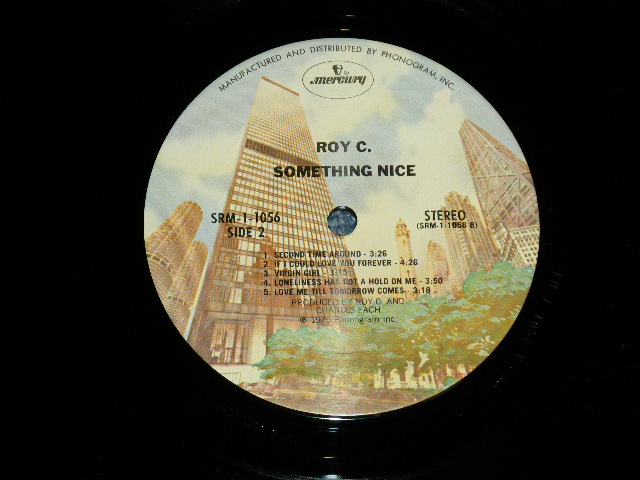 MANUFACTURED AND DISTRIBUTED BY PHONOGRAM, INC.
mercury
ROY C.
SOMETHING NICE
SRM-1-1056
SIDE 2
STEREO
(SRM-1-1056 B)
1. SECOND TIME AROUND - 3:26
2. IF I COULD LOVE YOU FOREVER - 4:26
3. VIRGIN GIRL - 3:15
4. LONELINESS HAS GOT A HOLD ON ME - 3:50
5. LOVE ME TILL TOMORROW COMES - 3:18
PRODUCED BY ROY C. AND
CHARLES EACH
℗ 1975 Phonogram Inc.